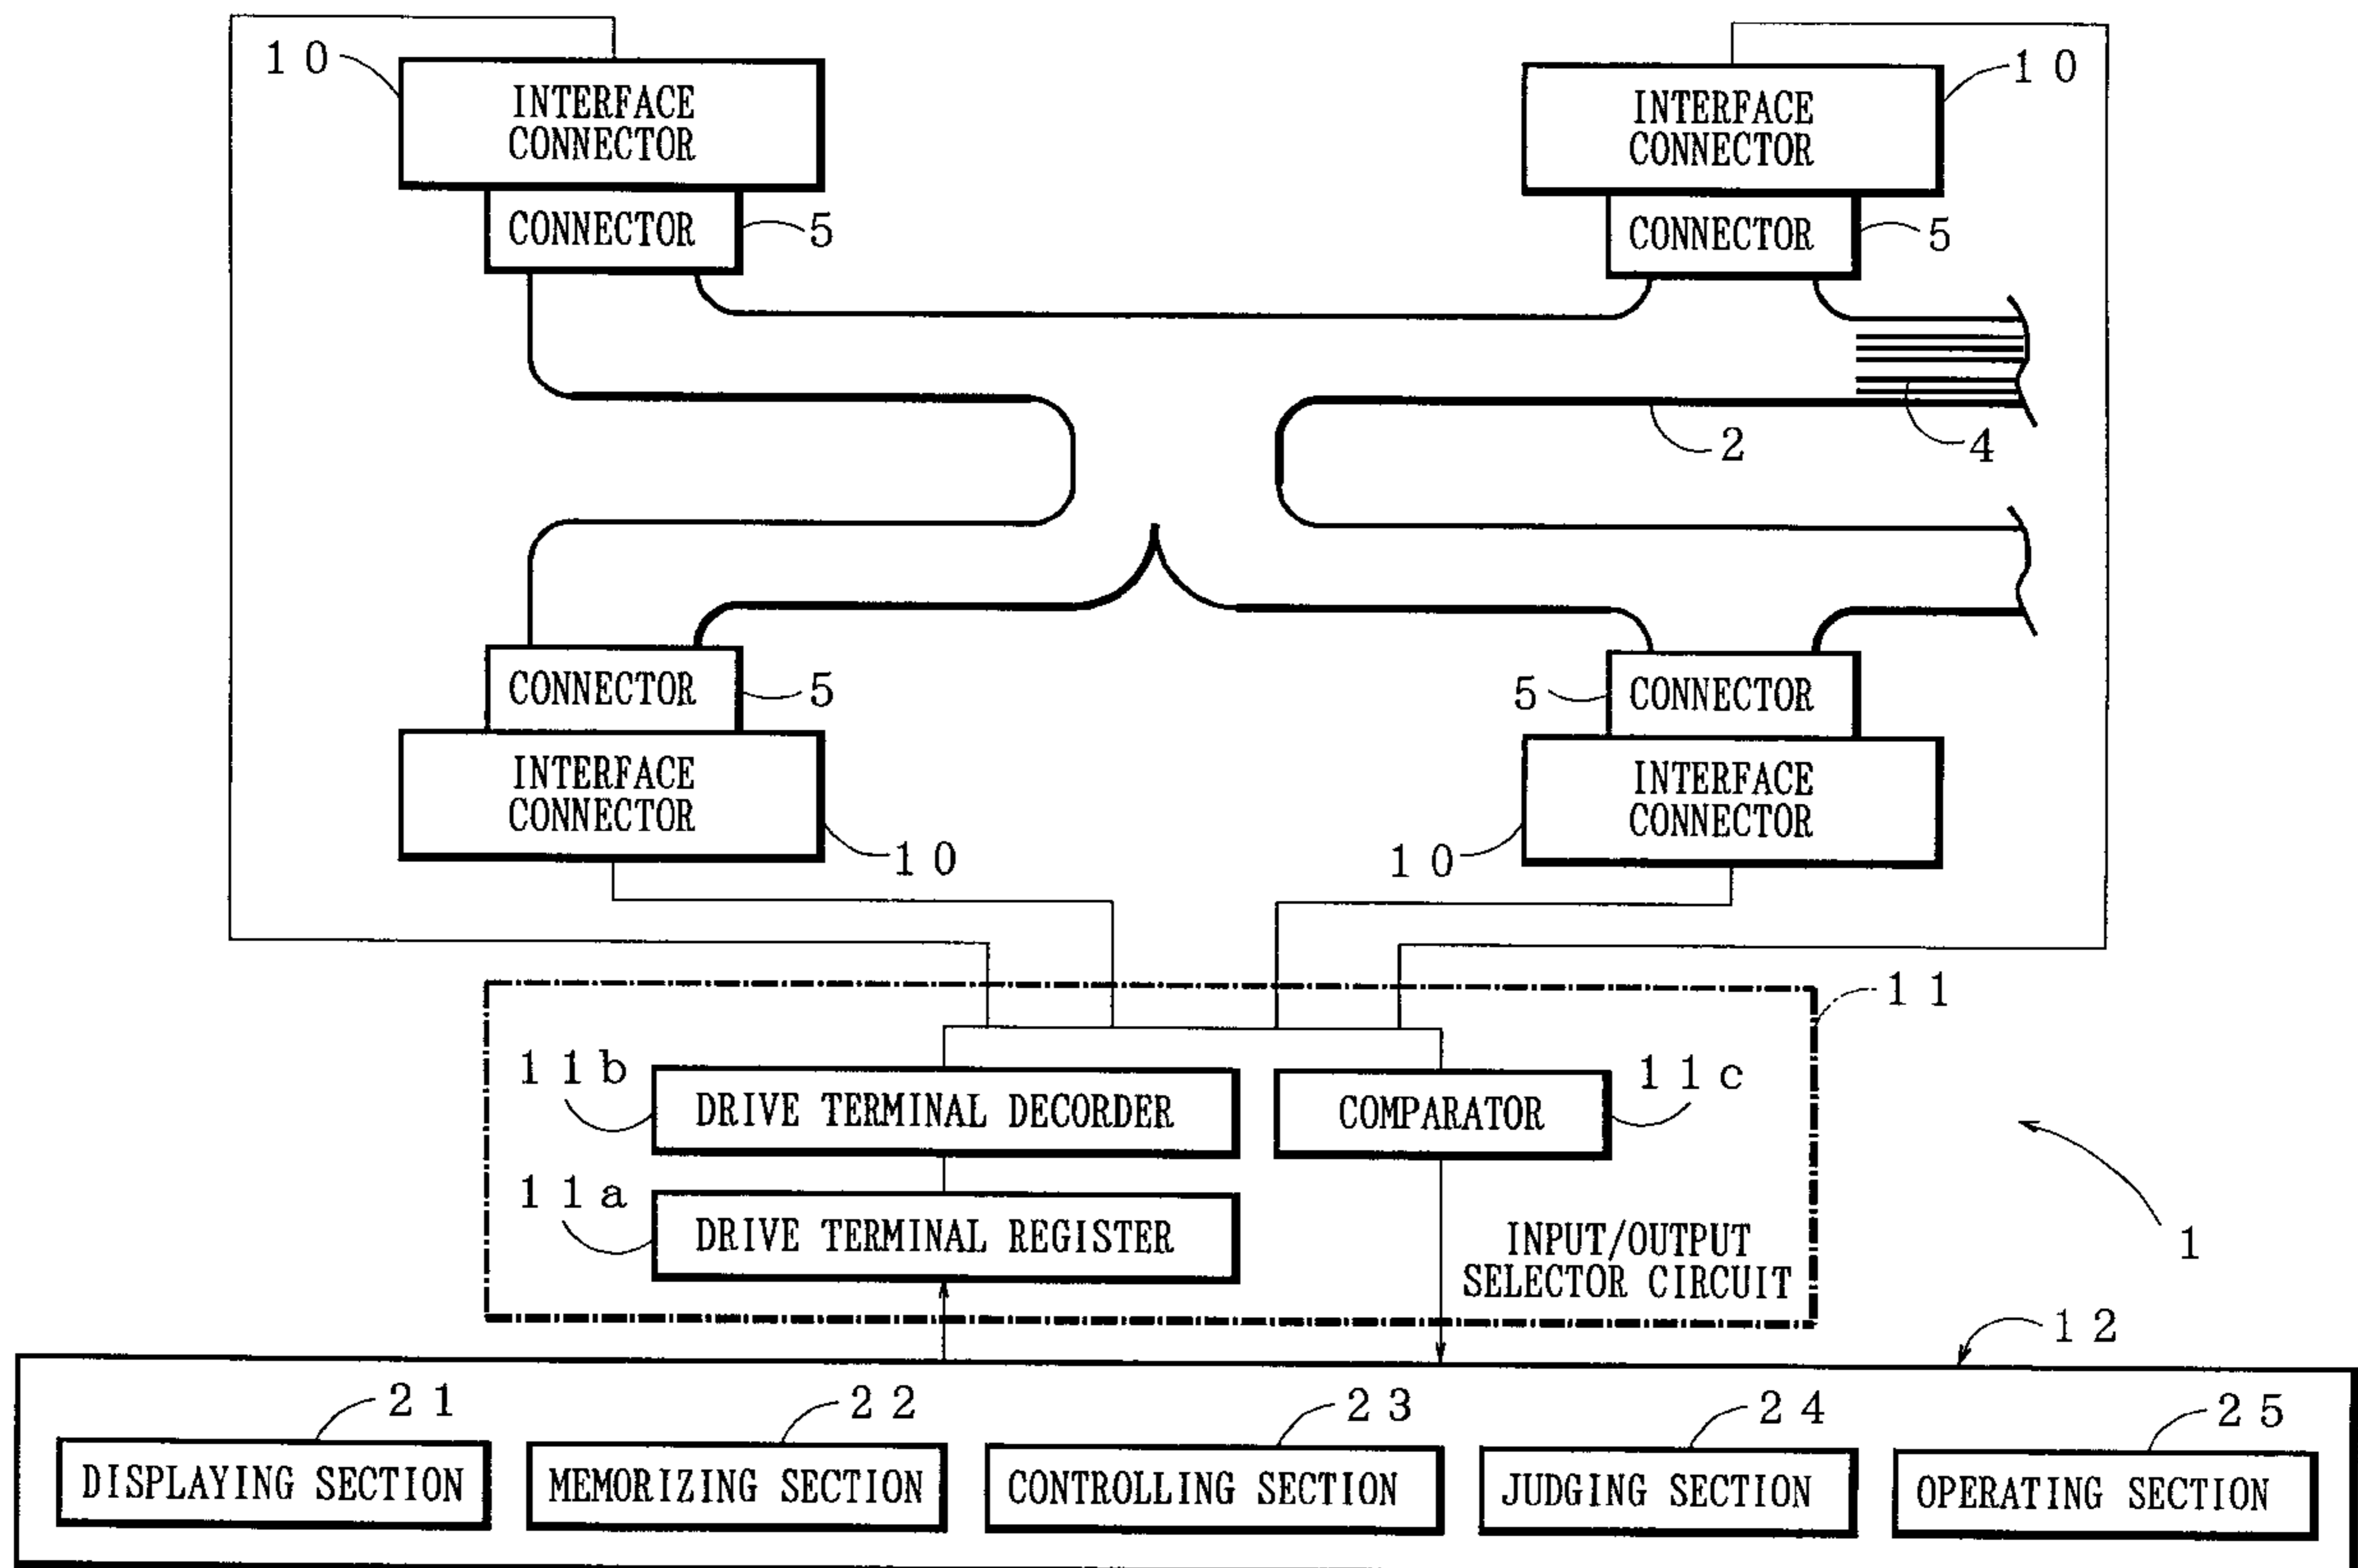 10
INTERFACE
CONNECTOR
10
INTERFACE
CONNECTOR
CONNECTOR
5
CONNECTOR
5
2
4
CONNECTOR
5
5
CONNECTOR
INTERFACE
CONNECTOR
10
INTERFACE
CONNECTOR
10
11
11b
DRIVE TERMINAL DECORDER
COMPARATOR
11c
11a
DRIVE TERMINAL REGISTER
INPUT/OUTPUT
SELECTOR CIRCUIT
1
12
21
22
23
24
25
DISPLAYING SECTION
MEMORIZING SECTION
CONTROLLING SECTION
JUDGING SECTION
OPERATING SECTION